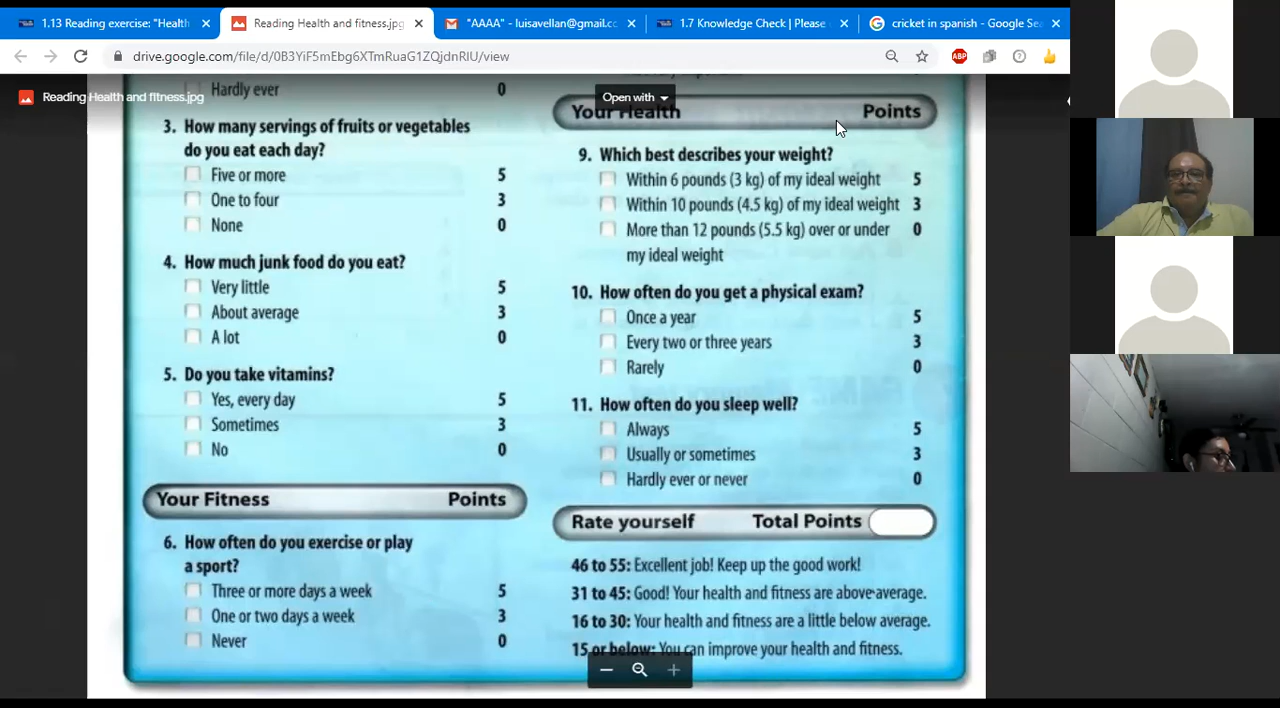 1.13 Reading exercise: "Health
Reading Health and fitness.jpg
"AAAA" - luisavellan@gmail.cc
1.7 Knowledge Check | Please
cricket in spanish - Google Sea
drive.google.com/file/d/0B3YiF5mEbg6XTmRuaG1ZQjdnRlU/view
ABP
Reading Health and fitness.jpg
Open with
Hardly ever 0
3. How many servings of fruits or vegetables
do you eat each day?
Five or more 5
One to four 3
None 0
4. How much junk food do you eat?
Very little 5
About average 3
A lot 0
5. Do you take vitamins?
Yes, every day 5
Sometimes 3
No 0
Your Fitness Points
6. How often do you exercise or play
a sport?
Three or more days a week 5
One or two days a week 3
Never 0
Your Health Points
9. Which best describes your weight?
Within 6 pounds (3 kg) of my ideal weight 5
Within 10 pounds (4.5 kg) of my ideal weight 3
More than 12 pounds (5.5 kg) over or under 0
my ideal weight
10. How often do you get a physical exam?
Once a year 5
Every two or three years 3
Rarely 0
11. How often do you sleep well?
Always 5
Usually or sometimes 3
Hardly ever or never 0
Rate yourself Total Points
46 to 55: Excellent job! Keep up the good work!
31 to 45: Good! Your health and fitness are above average.
16 to 30: Your health and fitness are a little below average.
15 or below: You can improve your health and fitness.